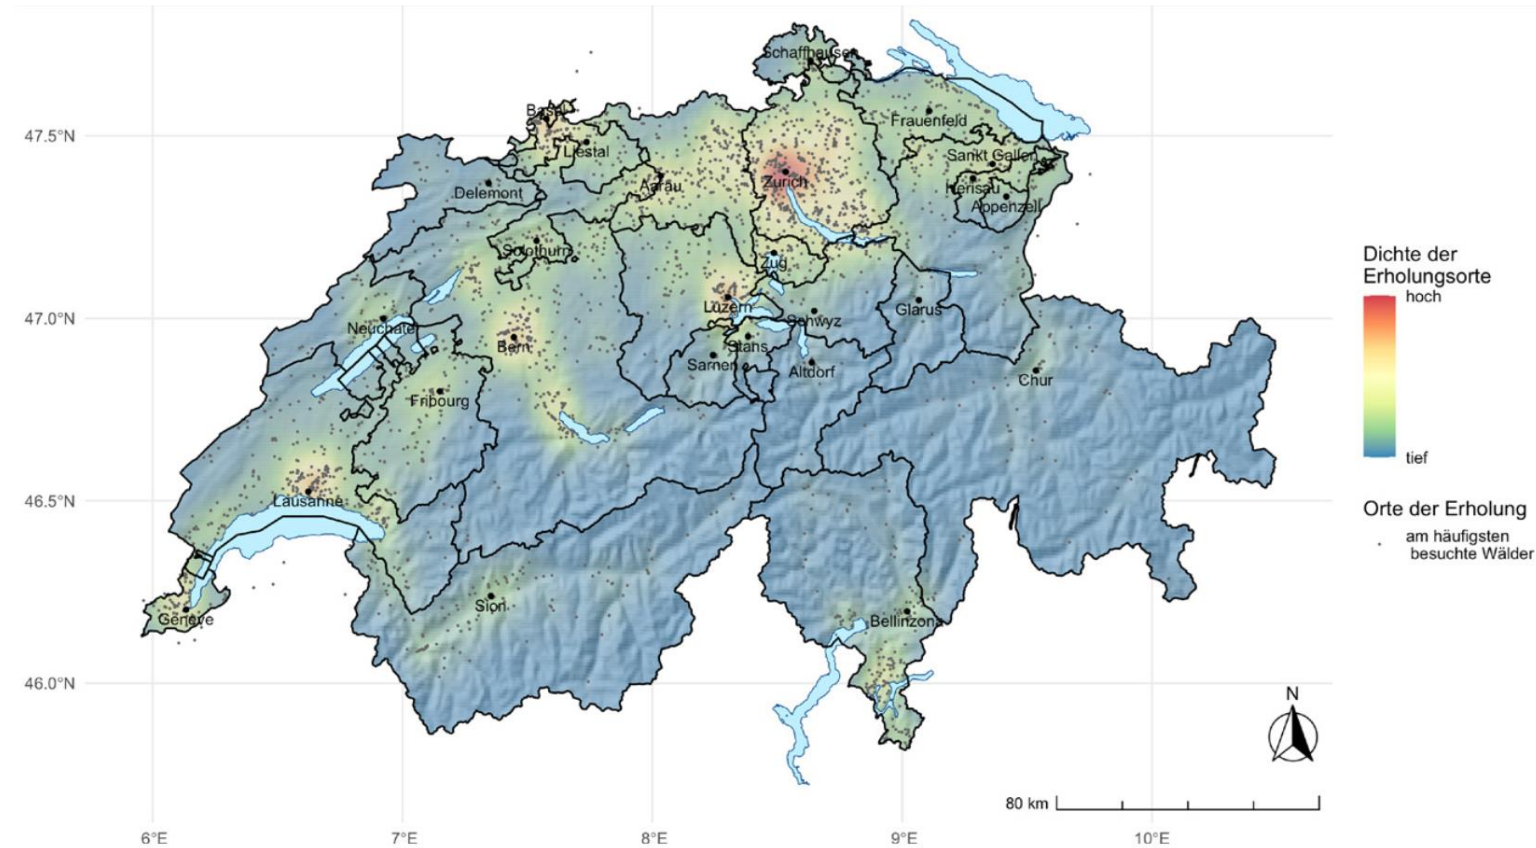 Schaffhausen
Basel
47.5°N
Frauenfeld
Liestal
Sankt Gallen
Delemont
Aarau
Zurich
Herisau
Appenzell
Solothurn
Zug
Dichte der
Erholungsorte
hoch
tief
Luzern
Glarus
47.0°N
Neuchatel
Schwyz
Bern
Stans
Sarnen
Altdorf
Chur
Fribourg
46.5°N
Lausanne
Orte der Erholung
am häufigsten
besuchte Wälder
Sion
Genève
Bellinzona
46.0°N
N
80 km
6°E
7°E
8°E
9°E
10°E